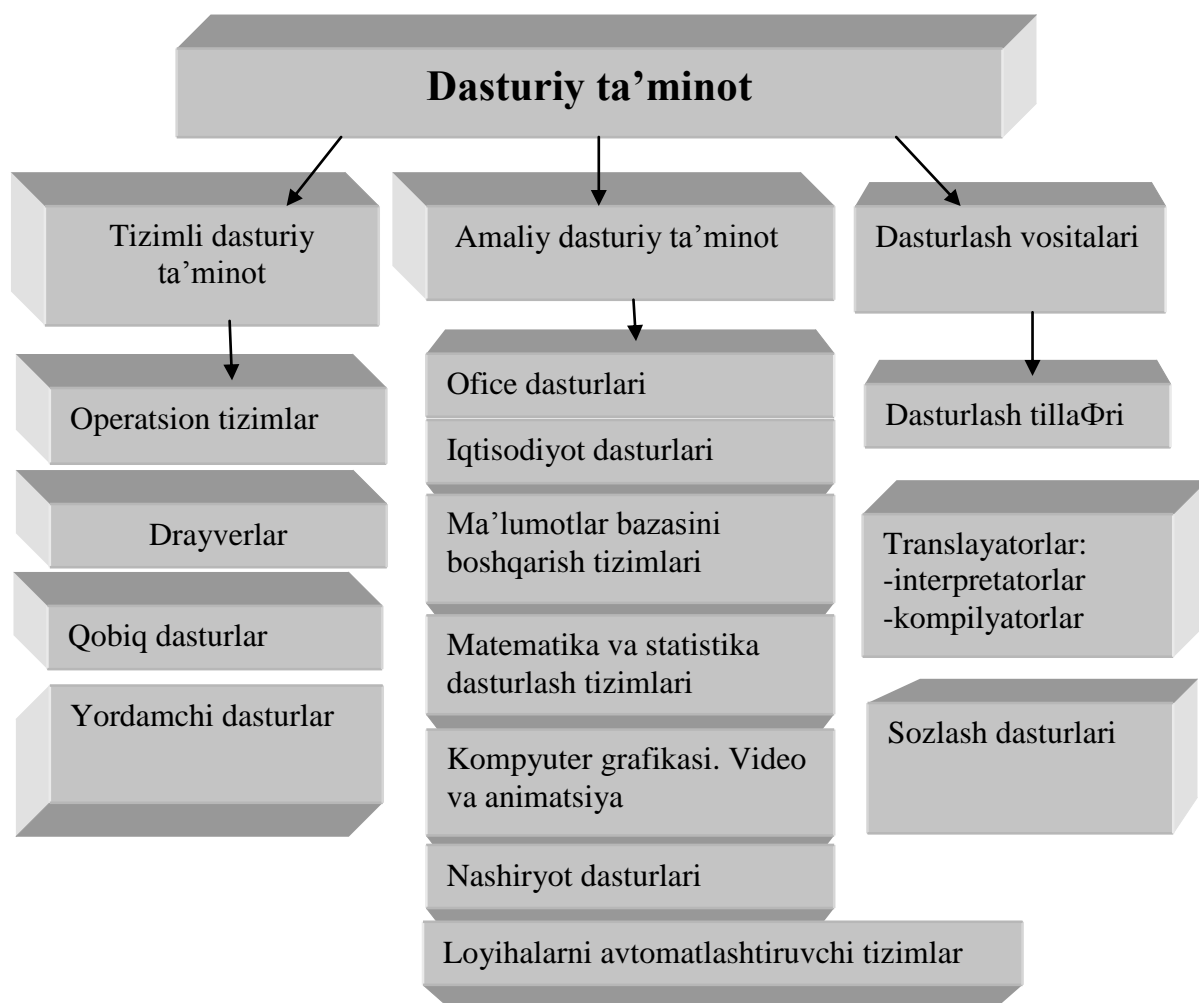 Dasturiy ta’minot
Tizimli dasturiy
ta’minot
Amaliy dasturiy ta’minot
Dasturlash vositalari
Operatsion tizimlar
Drayverlar
Qobiq dasturlar
Yordamchi dasturlar
Ofice dasturlari
Iqtisodiyot dasturlari
Ma’lumotlar bazasini
boshqarish tizimlari
Matematika va statistika
dasturlash tizimlari
Kompyuter grafikasi. Video
va animatsiya
Nashiryot dasturlari
Loyihalarni avtomatlashtiruvchi tizimlar
Dasturlash tillaФri
Translayatorlar:
-interpretatorlar
-kompilyatorlar
Sozlash dasturlari